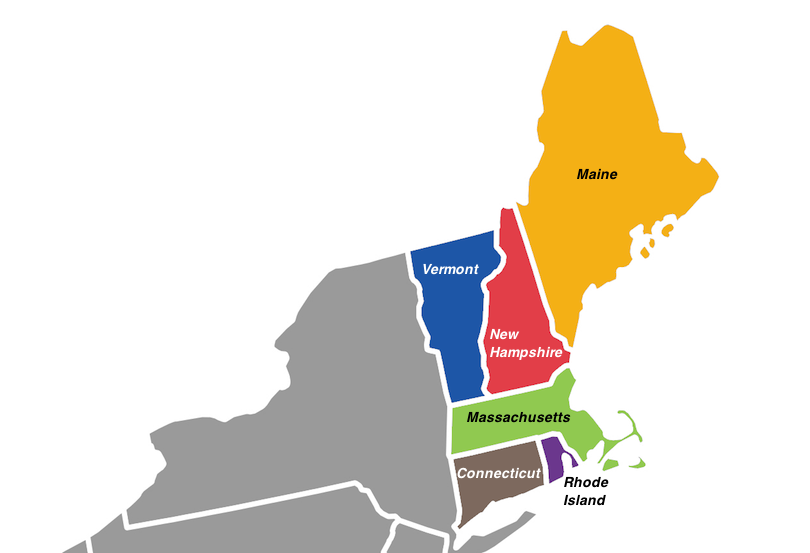 Maine
Vermont
New
Hampshire
Massachusetts
Connecticut
Rhode
Island